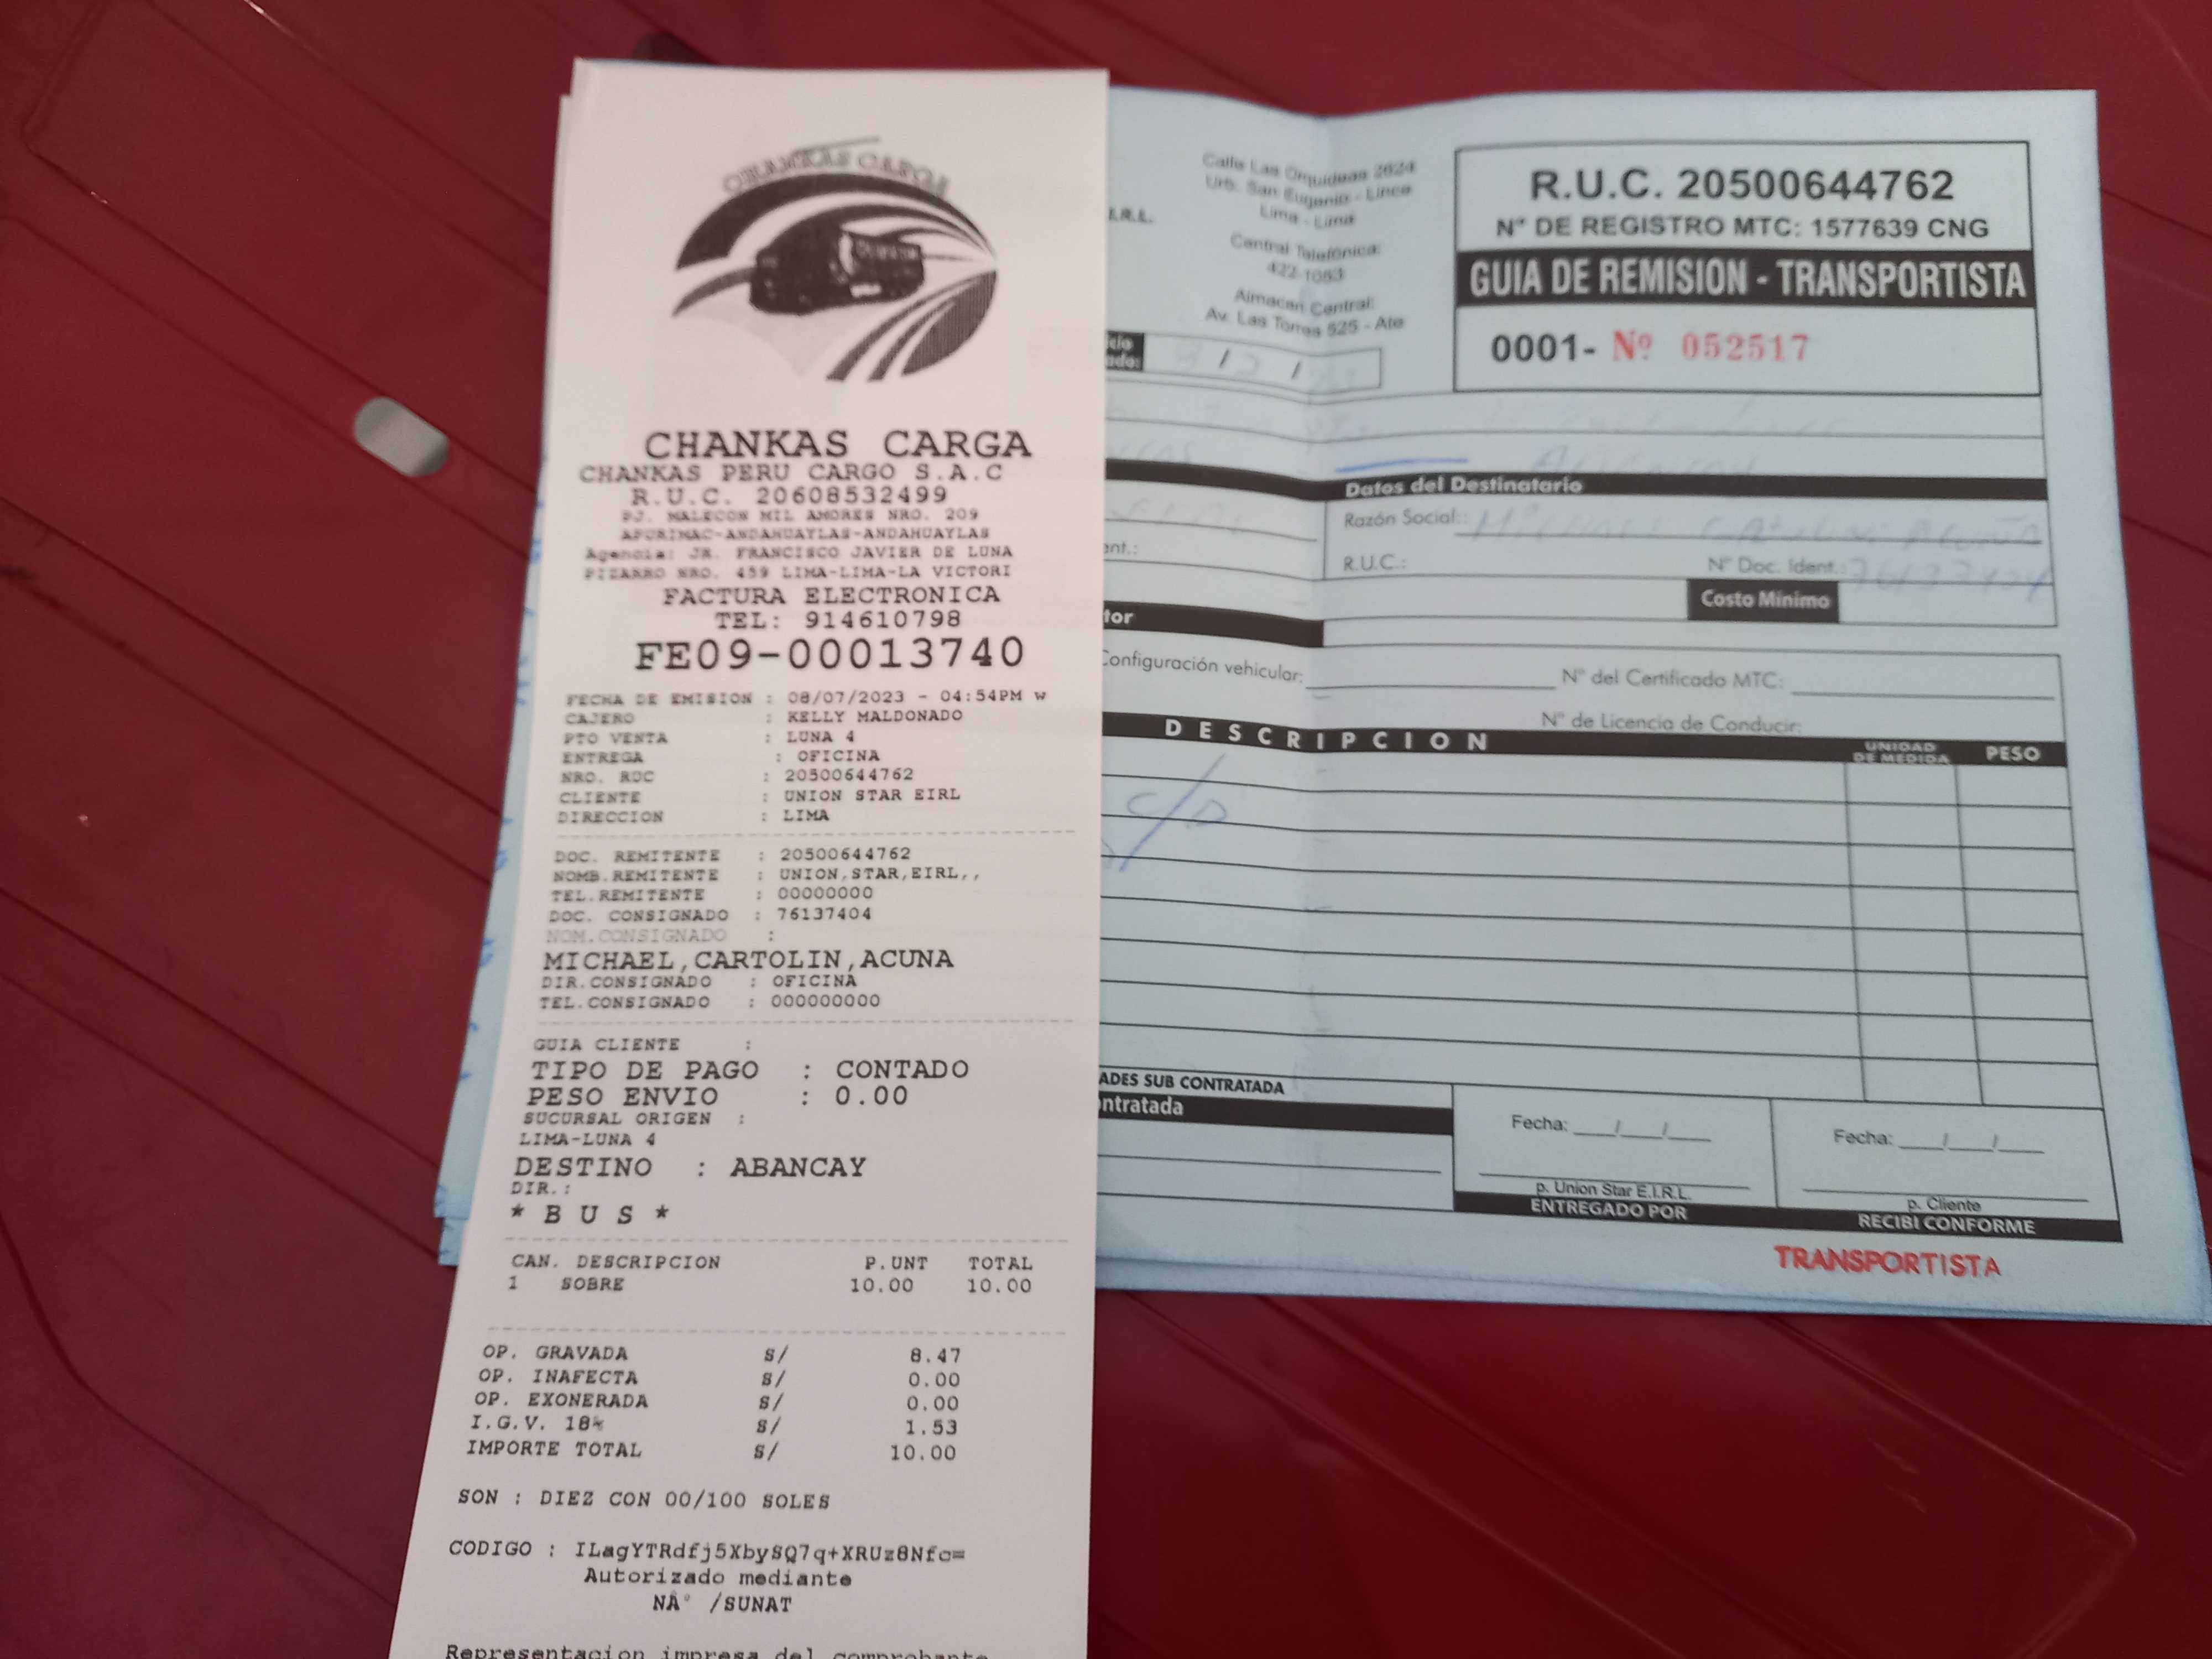 CHANKAS CARGA
CHANKAS CARGA
CHANKAS PERU CARGO S.A.C
R.U.C. 20608532499
PJ. MALECON MIL AMORES NRO. 209
APURIMAC-ANDAHUAYLAS-ANDAHUAYLAS
Agencia: JR. FRANCISCO JAVIER DE LUNA
PIZARRO NRO. 459 LIMA-LIMA-LA VICTORI
FACTURA ELECTRONICA
TEL: 914610798
FE09-00013740
FECHA DE EMISION : 08/07/2023 - 04:54PM W
CAJERO : KELLY MALDONADO
PTO VENTA : LUNA 4
ENTREGA : OFICINA
NRO. RUC : 20500644762
CLIENTE : UNION STAR EIRL
DIRECCION : LIMA
DOC. REMITENTE : 20500644762
NOMB.REMITENTE : UNION,STAR,EIRL,,
TEL.REMITENTE : 00000000
DOC. CONSIGNADO : 76137404
NOM.CONSIGNADO :
MICHAEL,CARTOLIN,ACUNA
DIR.CONSIGNADO : OFICINA
TEL.CONSIGNADO : 000000000
GUIA CLIENTE :
TIPO DE PAGO : CONTADO
PESO ENVIO : 0.00
SUCURSAL ORIGEN :
LIMA-LUNA 4
DESTINO : ABANCAY
DIR.:
* B U S *
CAN. DESCRIPCION P.UNT TOTAL
1 SOBRE 10.00 10.00
OP. GRAVADA S/ 8.47
OP. INAFECTA S/ 0.00
OP. EXONERADA S/ 0.00
I.G.V. 18% S/ 1.53
IMPORTE TOTAL S/ 10.00
SON : DIEZ CON 00/100 SOLES
CODIGO : ILagYTRdfj5XbySQ7q+XRUz8Nfc=
Autorizado mediante
NÂ° /SUNAT
Representacion impresa del comprobante
I.R.L.
Calle Las Orquideas 2624
Urb. San Eugenio - Lince
Lima - Lima
Central Telefónica:
422-1083
Almacen Central:
Av. Las Torres 525 - Ate
R.U.C. 20500644762
N° DE REGISTRO MTC: 1577639 CNG
GUIA DE REMISION - TRANSPORTISTA
0001- Nº 052517
Datos del Destinatario
Razón Social:
R.U.C.: N° Doc. Ident.:
Costo Mínimo
tor
Configuración vehicular: N° del Certificado MTC:
N° de Licencia de Conducir:
DESCRIPCION UNIDAD DE MEDIDA PESO
ADES SUB CONTRATADA
ntratada
Fecha: / / Fecha: / /
p. Union Star E.I.R.L. p. Cliente
ENTREGADO POR RECIBI CONFORME
TRANSPORTISTA